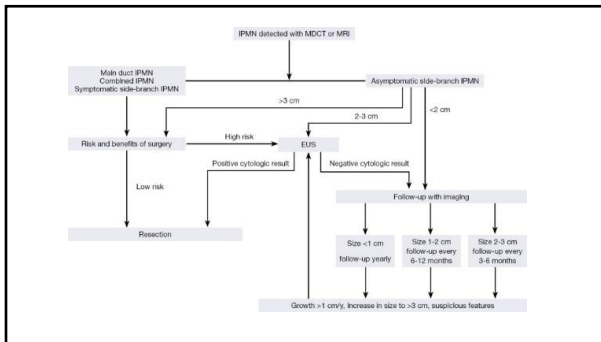 IPMN detected with MDCT or MRI
Main duct IPMN
Combined IPMN
Symptomatic side-branch IPMN
Asymptomatic side-branch IPMN
>3 cm
2-3 cm
<2 cm
Risk and benefits of surgery
High risk
EUS
Positive cytologic result
Negative cytologic result
Low risk
Follow-up with imaging
Resection
Size <1 cm
follow-up yearly
Size 1-2 cm
follow-up every
6-12 months
Size 2-3 cm
follow-up every
3-6 months
Growth >1 cm/y, Increase in size to >3 cm, suspicious features